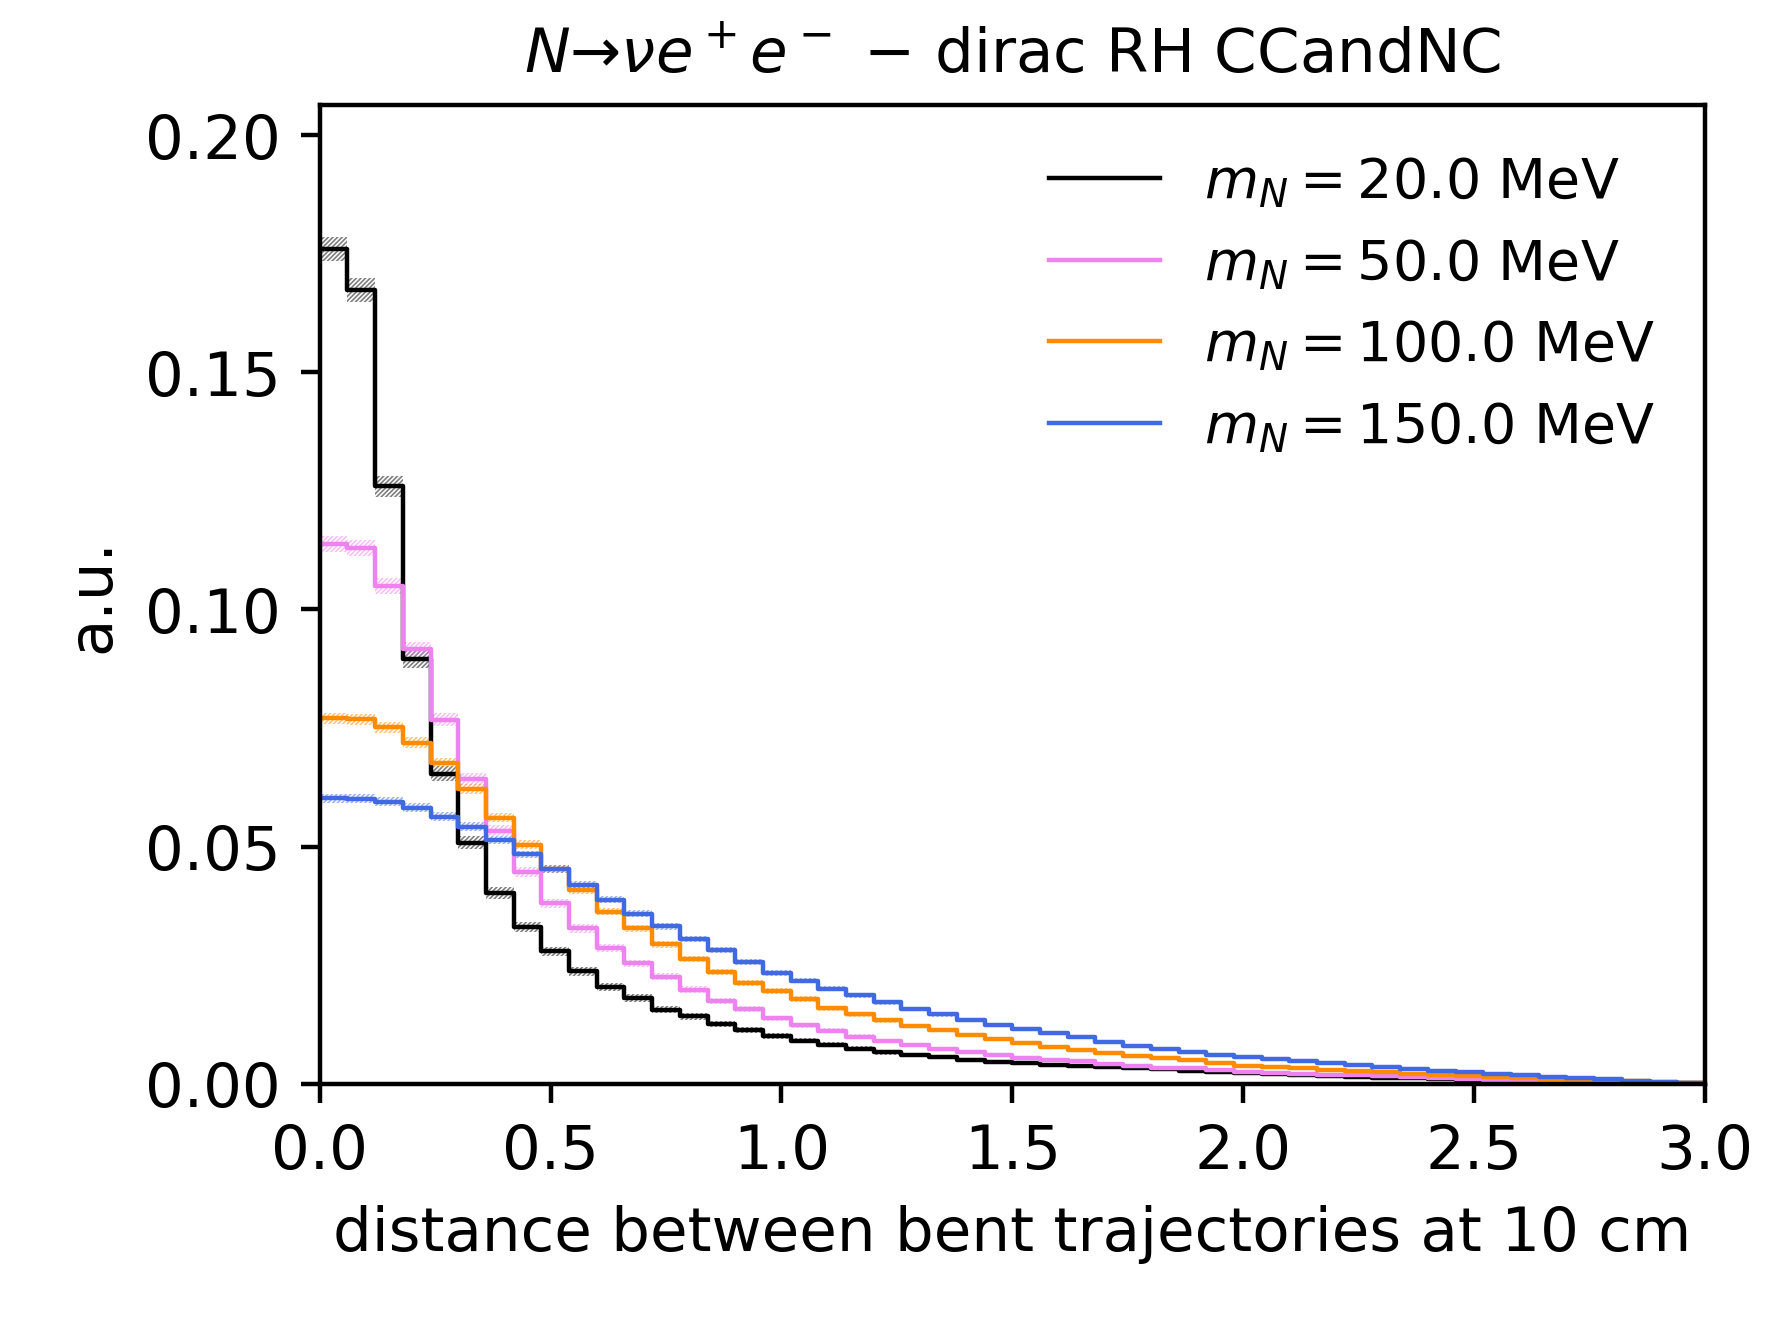 N→νe⁺e⁻ − dirac RH CCandNC
0.20
0.15
0.10
0.05
0.00
a.u.
m_N = 20.0 MeV
m_N = 50.0 MeV
m_N = 100.0 MeV
m_N = 150.0 MeV
0.0 0.5 1.0 1.5 2.0 2.5 3.0
distance between bent trajectories at 10 cm